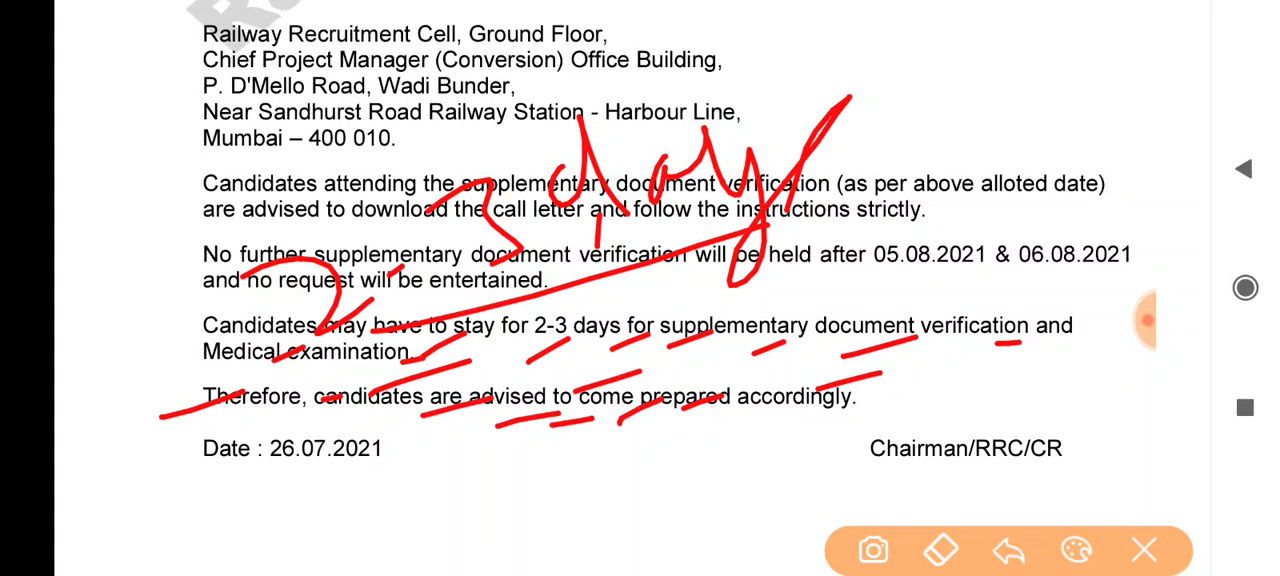 Railway Recruitment Cell, Ground Floor,
Chief Project Manager (Conversion) Office Building,
P. D'Mello Road, Wadi Bunder,
Near Sandhurst Road Railway Station - Harbour Line,
Mumbai – 400 010.
Candidates attending the supplementary document verification (as per above alloted date)
are advised to download the call letter and follow the instructions strictly.
No further supplementary document verification will be held after 05.08.2021 & 06.08.2021
and no request will be entertained.
2-3 days
Candidates may have to stay for 2-3 days for supplementary document verification and
Medical examination.
Therefore, candidates are advised to come prepared accordingly.
Date : 26.07.2021 Chairman/RRC/CR